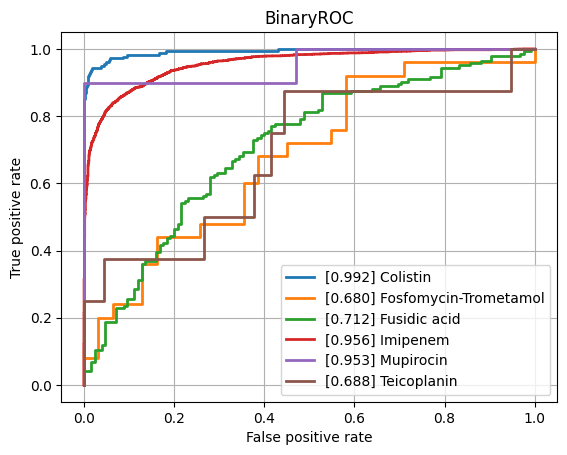 BinaryROC
True positive rate
1.0
0.8
0.6
0.4
0.2
0.0
[0.992] Colistin
[0.680] Fosfomycin-Trometamol
[0.712] Fusidic acid
[0.956] Imipenem
[0.953] Mupirocin
[0.688] Teicoplanin
0.0 0.2 0.4 0.6 0.8 1.0
False positive rate